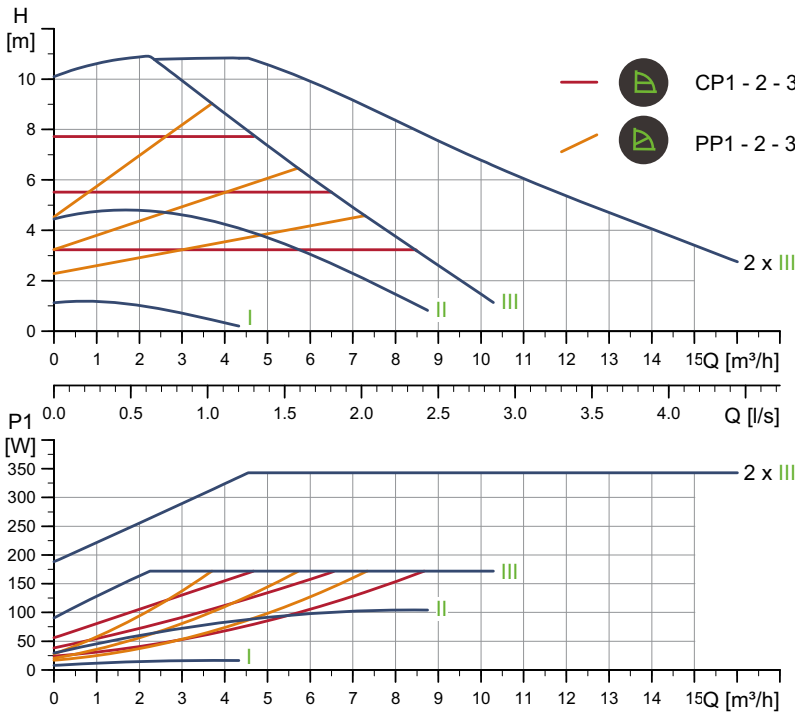 H
[m]
10
8
6
4
2
0
CP1 - 2 - 3
PP1 - 2 - 3
2 x III
I
II
III
0 1 2 3 4 5 6 7 8 9 10 11 12 13 14 15 Q [m³/h]
0.0 0.5 1.0 1.5 2.0 2.5 3.0 3.5 4.0 Q [l/s]
P1
[W]
350
300
250
200
150
100
50
0
2 x III
III
II
I
0 1 2 3 4 5 6 7 8 9 10 11 12 13 14 15 Q [m³/h]